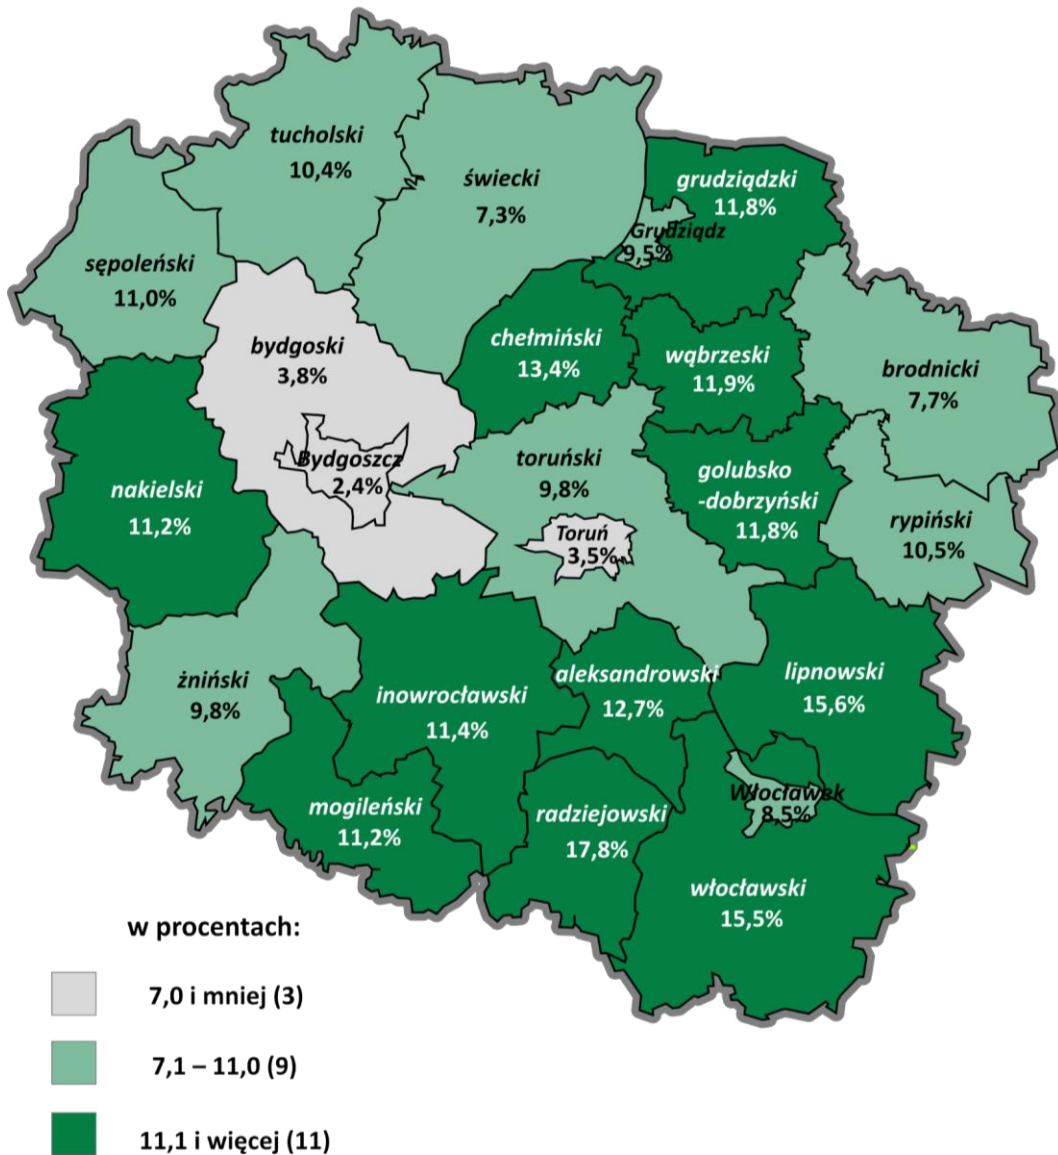 tucholski
10,4%
świecki
7,3%
grudziądzki
11,8%
Grudziądz
9,5%
sępoleński
11,0%
bydgoski
3,8%
chełmiński
13,4%
wąbrzeski
11,9%
brodnicki
7,7%
Bydgoszcz
2,4%
toruński
9,8%
golubsko
-dobrzyński
11,8%
nakielski
11,2%
Toruń
3,5%
rypiński
10,5%
żniński
9,8%
inowrocławski
11,4%
aleksandrowski
12,7%
lipnowski
15,6%
mogileński
11,2%
radziejowski
17,8%
Włocławek
8,5%
włocławski
15,5%
w procentach:
7,0 i mniej (3)
7,1 – 11,0 (9)
11,1 i więcej (11)